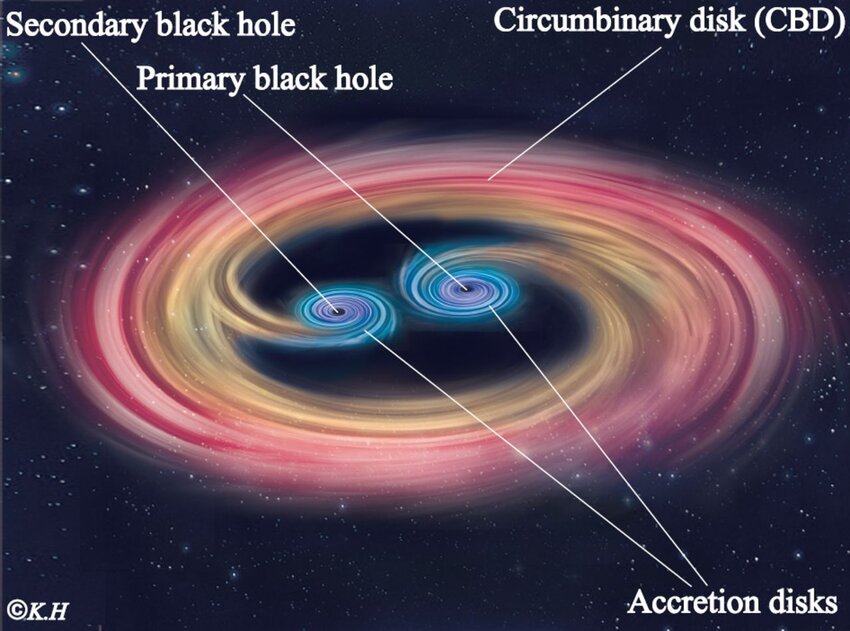 Secondary black hole
Circumbinary disk (CBD)
Primary black hole
Accretion disks
©K.H